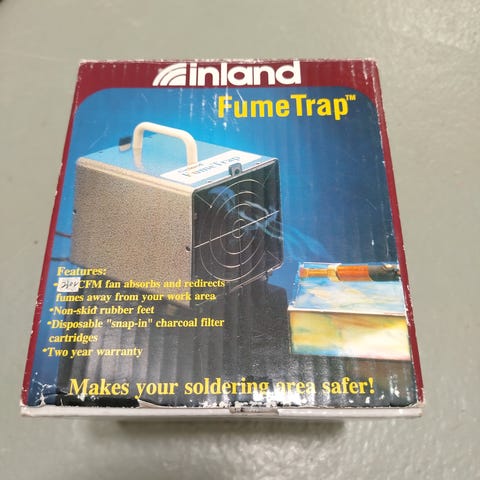 inland
FumeTrap™
Inland
FumeTrap
Features:
CFM fan absorbs and redirects
fumes away from your work area
*Non-skid rubber feet
*Disposable "snap-in" charcoal filter
cartridges
*Two year warranty
Makes your soldering area safer!